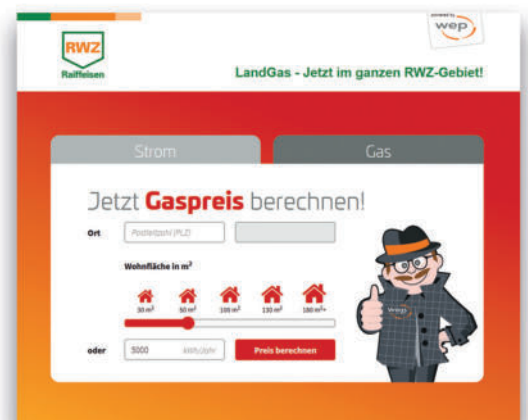 powered by
wep
RWZ
Raiffeisen
LandGas - Jetzt im ganzen RWZ-Gebiet!
Strom
Gas
Jetzt Gaspreis berechnen!
Ort
Postleitzahl (PLZ)
Wohnfläche in m²
30 m² 50 m² 100 m² 130 m² 180 m²+
oder
5000 kWh/Jahr
Preis berechnen
wep